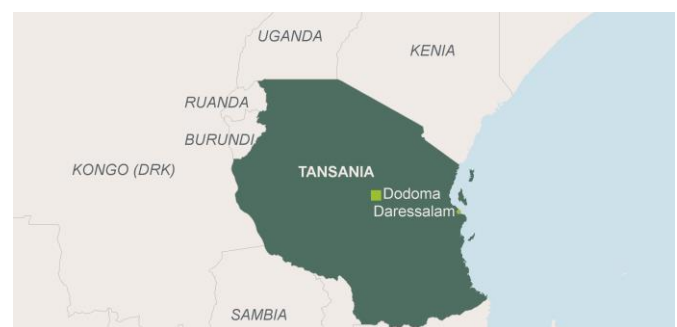 UGANDA
KENIA
RUANDA
BURUNDI
KONGO (DRK)
TANSANIA
Dodoma
Daressalam
SAMBIA